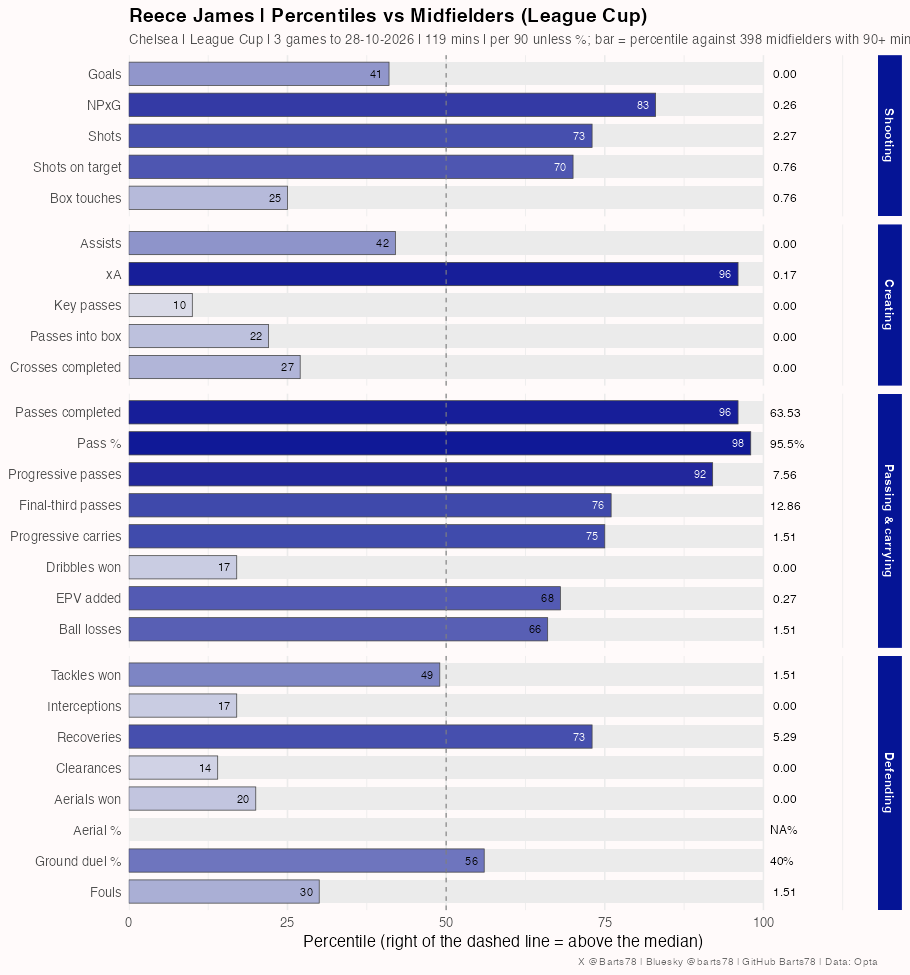 Reece James | Percentiles vs Midfielders (League Cup)
Chelsea | League Cup | 3 games to 28-10-2026 | 119 mins | per 90 unless %; bar = percentile against 398 midfielders with 90+ min
Goals 41 0.00
NPxG 83 0.26
Shots 73 2.27
Shots on target 70 0.76
Box touches 25 0.76
Shooting
Assists 42 0.00
xA 96 0.17
Key passes 10 0.00
Passes into box 22 0.00
Crosses completed 27 0.00
Creating
Passes completed 96 63.53
Pass % 98 95.5%
Progressive passes 92 7.56
Final-third passes 76 12.86
Progressive carries 75 1.51
Dribbles won 17 0.00
EPV added 68 0.27
Ball losses 66 1.51
Passing & carrying
Tackles won 49 1.51
Interceptions 17 0.00
Recoveries 73 5.29
Clearances 14 0.00
Aerials won 20 0.00
Aerial % NA%
Ground duel % 56 40%
Fouls 30 1.51
Defending
0 25 50 75 100
Percentile (right of the dashed line = above the median)
X @Barts78 | Bluesky @barts78 | GitHub Barts78 | Data: Opta